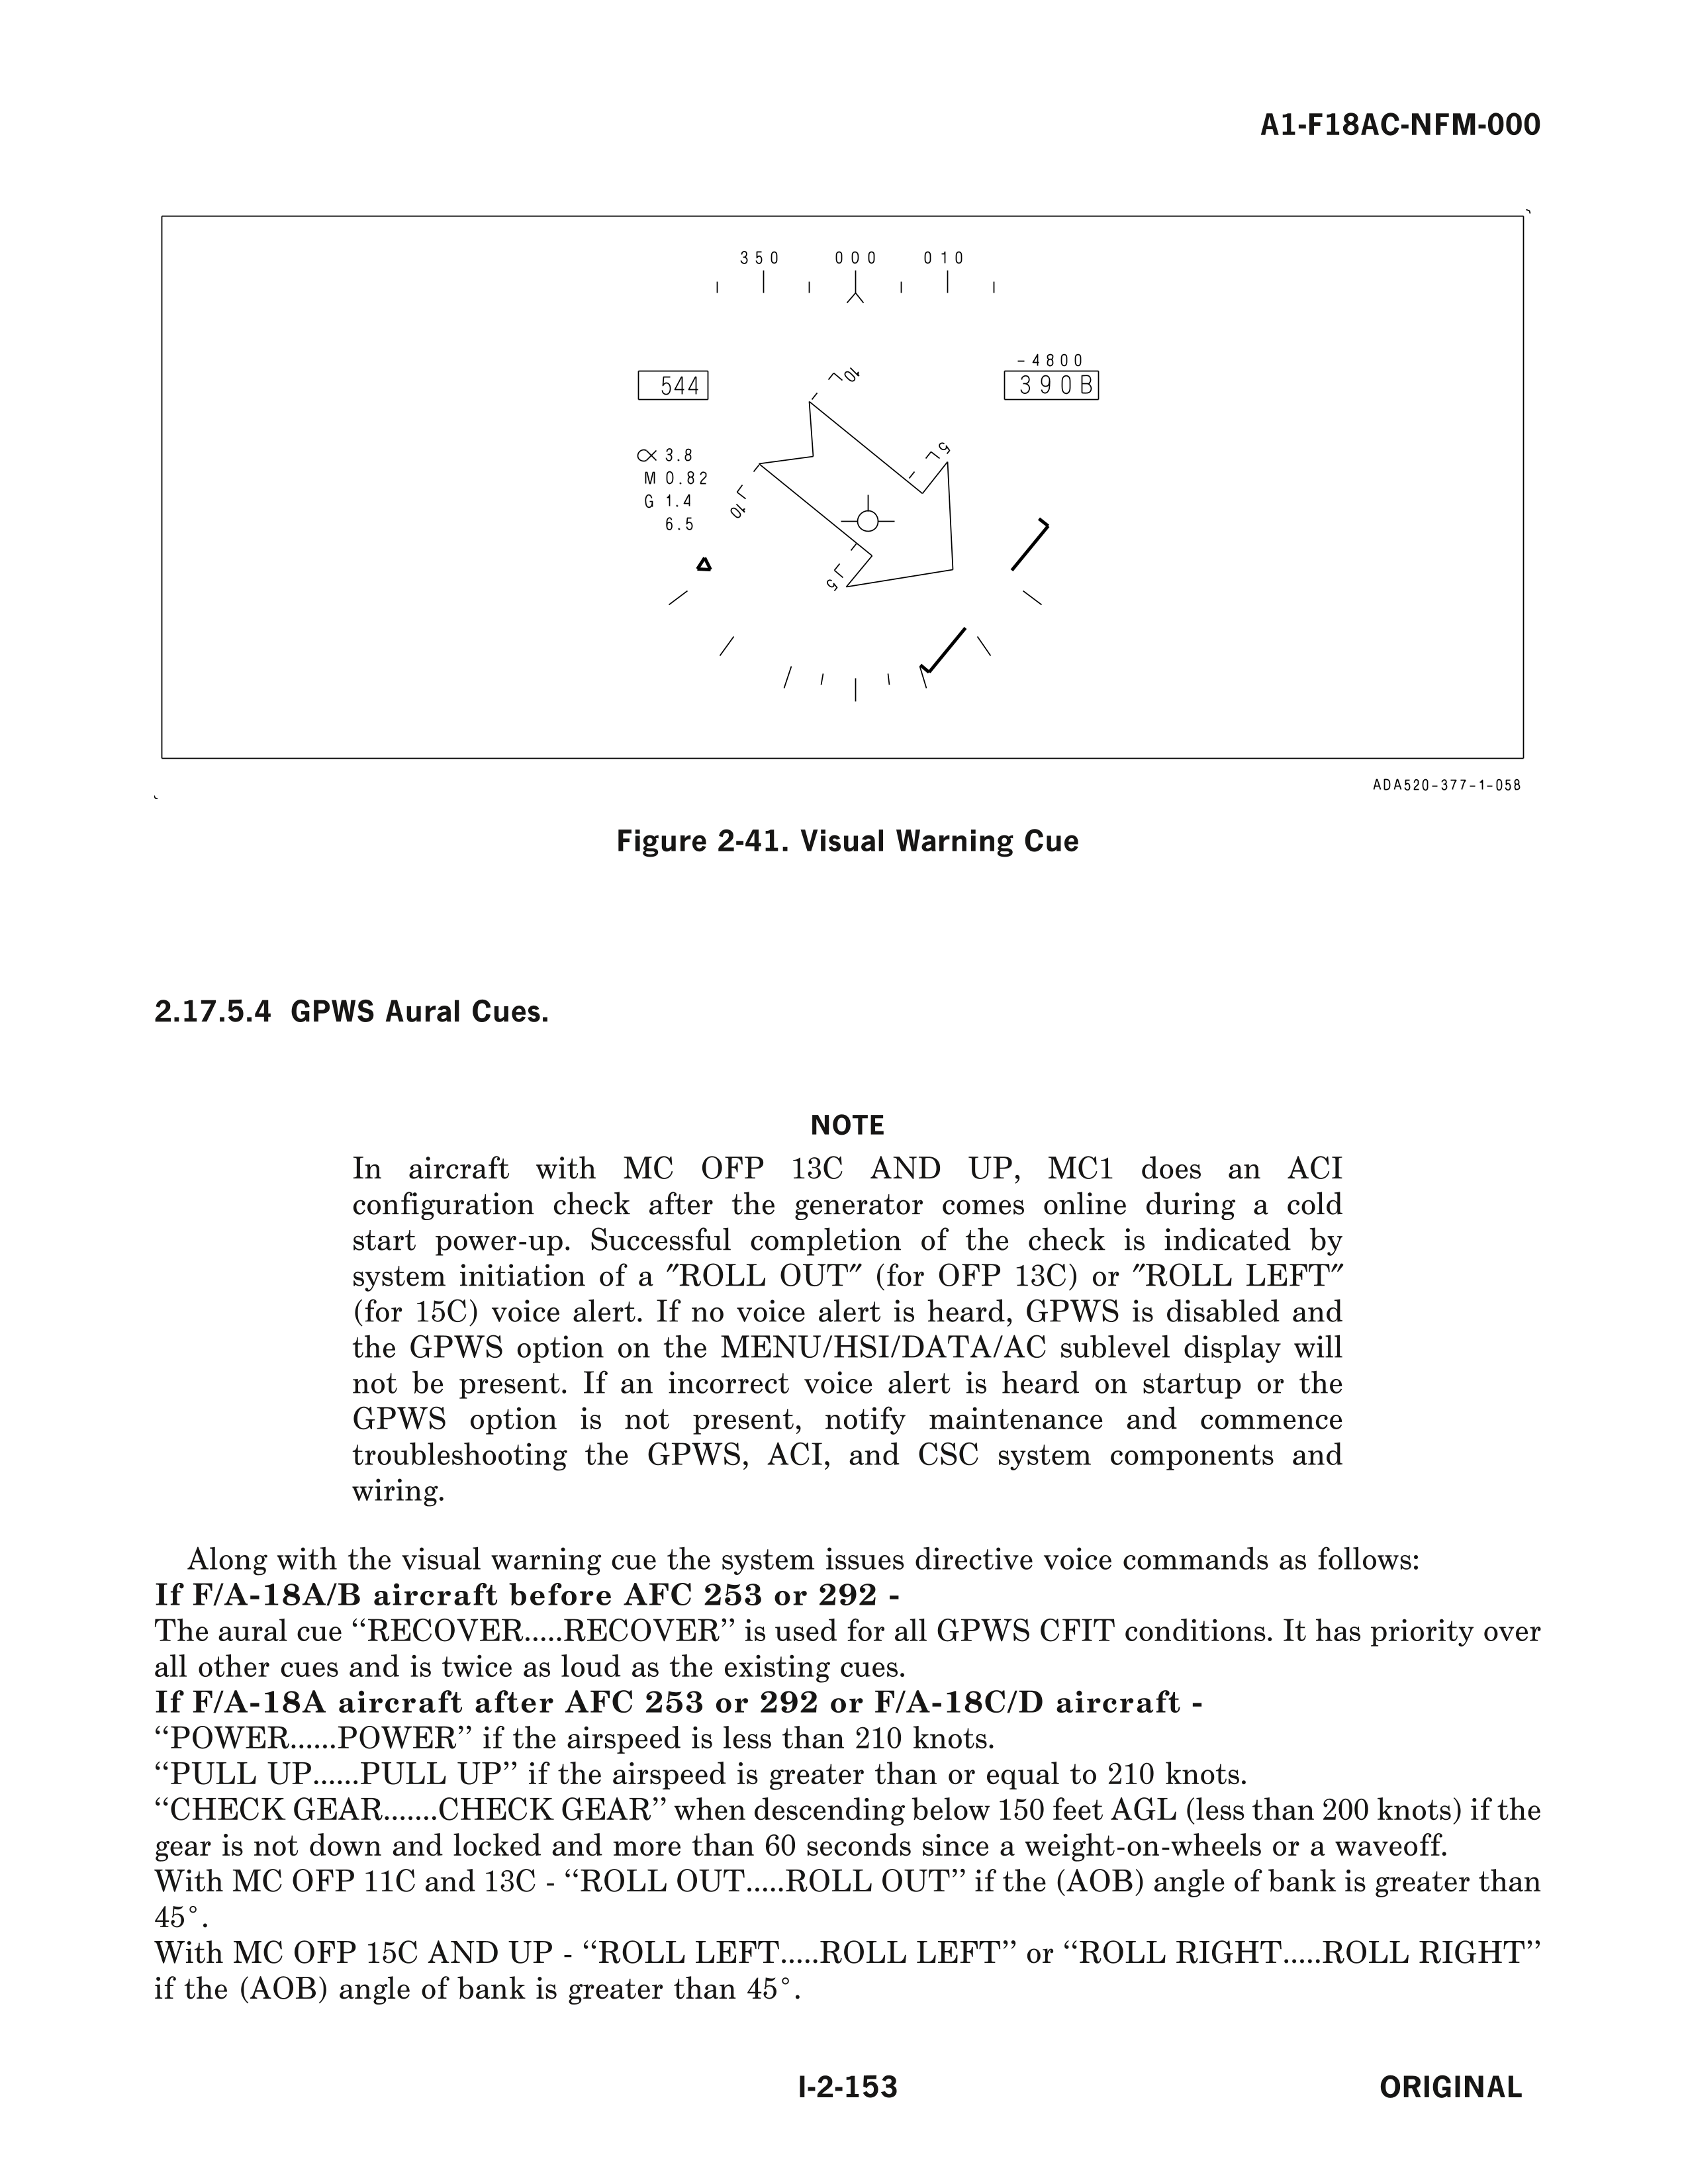 A1-F18AC-NFM-000
350 000 010
-4800
544
390B
10
5
α 3.8
M 0.82
G 1.4
6.5
10
5
ADA520-377-1-058
Figure 2-41. Visual Warning Cue
2.17.5.4 GPWS Aural Cues.
NOTE
In aircraft with MC OFP 13C AND UP, MC1 does an ACI
configuration check after the generator comes online during a cold
start power-up. Successful completion of the check is indicated by
system initiation of a ″ROLL OUT″ (for OFP 13C) or ″ROLL LEFT″
(for 15C) voice alert. If no voice alert is heard, GPWS is disabled and
the GPWS option on the MENU/HSI/DATA/AC sublevel display will
not be present. If an incorrect voice alert is heard on startup or the
GPWS option is not present, notify maintenance and commence
troubleshooting the GPWS, ACI, and CSC system components and
wiring.
Along with the visual warning cue the system issues directive voice commands as follows:
If F/A-18A/B aircraft before AFC 253 or 292 -
The aural cue ‘‘RECOVER.....RECOVER’’ is used for all GPWS CFIT conditions. It has priority over
all other cues and is twice as loud as the existing cues.
If F/A-18A aircraft after AFC 253 or 292 or F/A-18C/D aircraft -
‘‘POWER......POWER’’ if the airspeed is less than 210 knots.
‘‘PULL UP......PULL UP’’ if the airspeed is greater than or equal to 210 knots.
‘‘CHECK GEAR.......CHECK GEAR’’ when descending below 150 feet AGL (less than 200 knots) if the
gear is not down and locked and more than 60 seconds since a weight-on-wheels or a waveoff.
With MC OFP 11C and 13C - ‘‘ROLL OUT.....ROLL OUT’’ if the (AOB) angle of bank is greater than
45°.
With MC OFP 15C AND UP - ‘‘ROLL LEFT.....ROLL LEFT’’ or ‘‘ROLL RIGHT.....ROLL RIGHT’’
if the (AOB) angle of bank is greater than 45°.
I-2-153
ORIGINAL